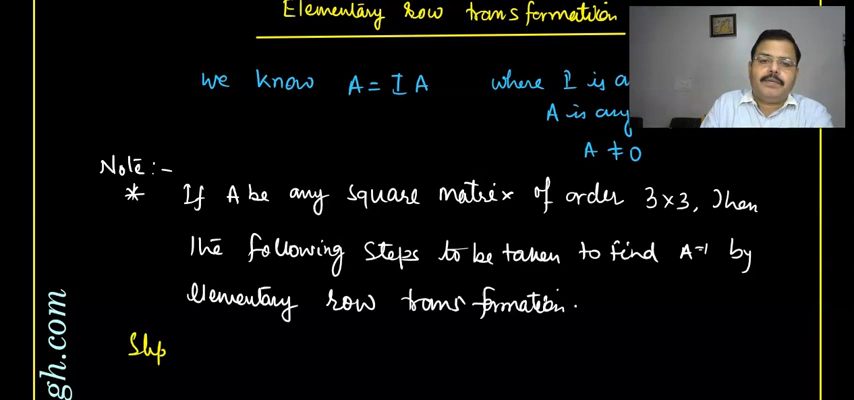 Elementary row transformation
We know A = I A where I is a
A is any
A ≠ 0
Note :-
* If A be any square matrix of order 3×3, Then
the following steps to be taken to find A-1 by
elementary row transformation.
Step
gh.com